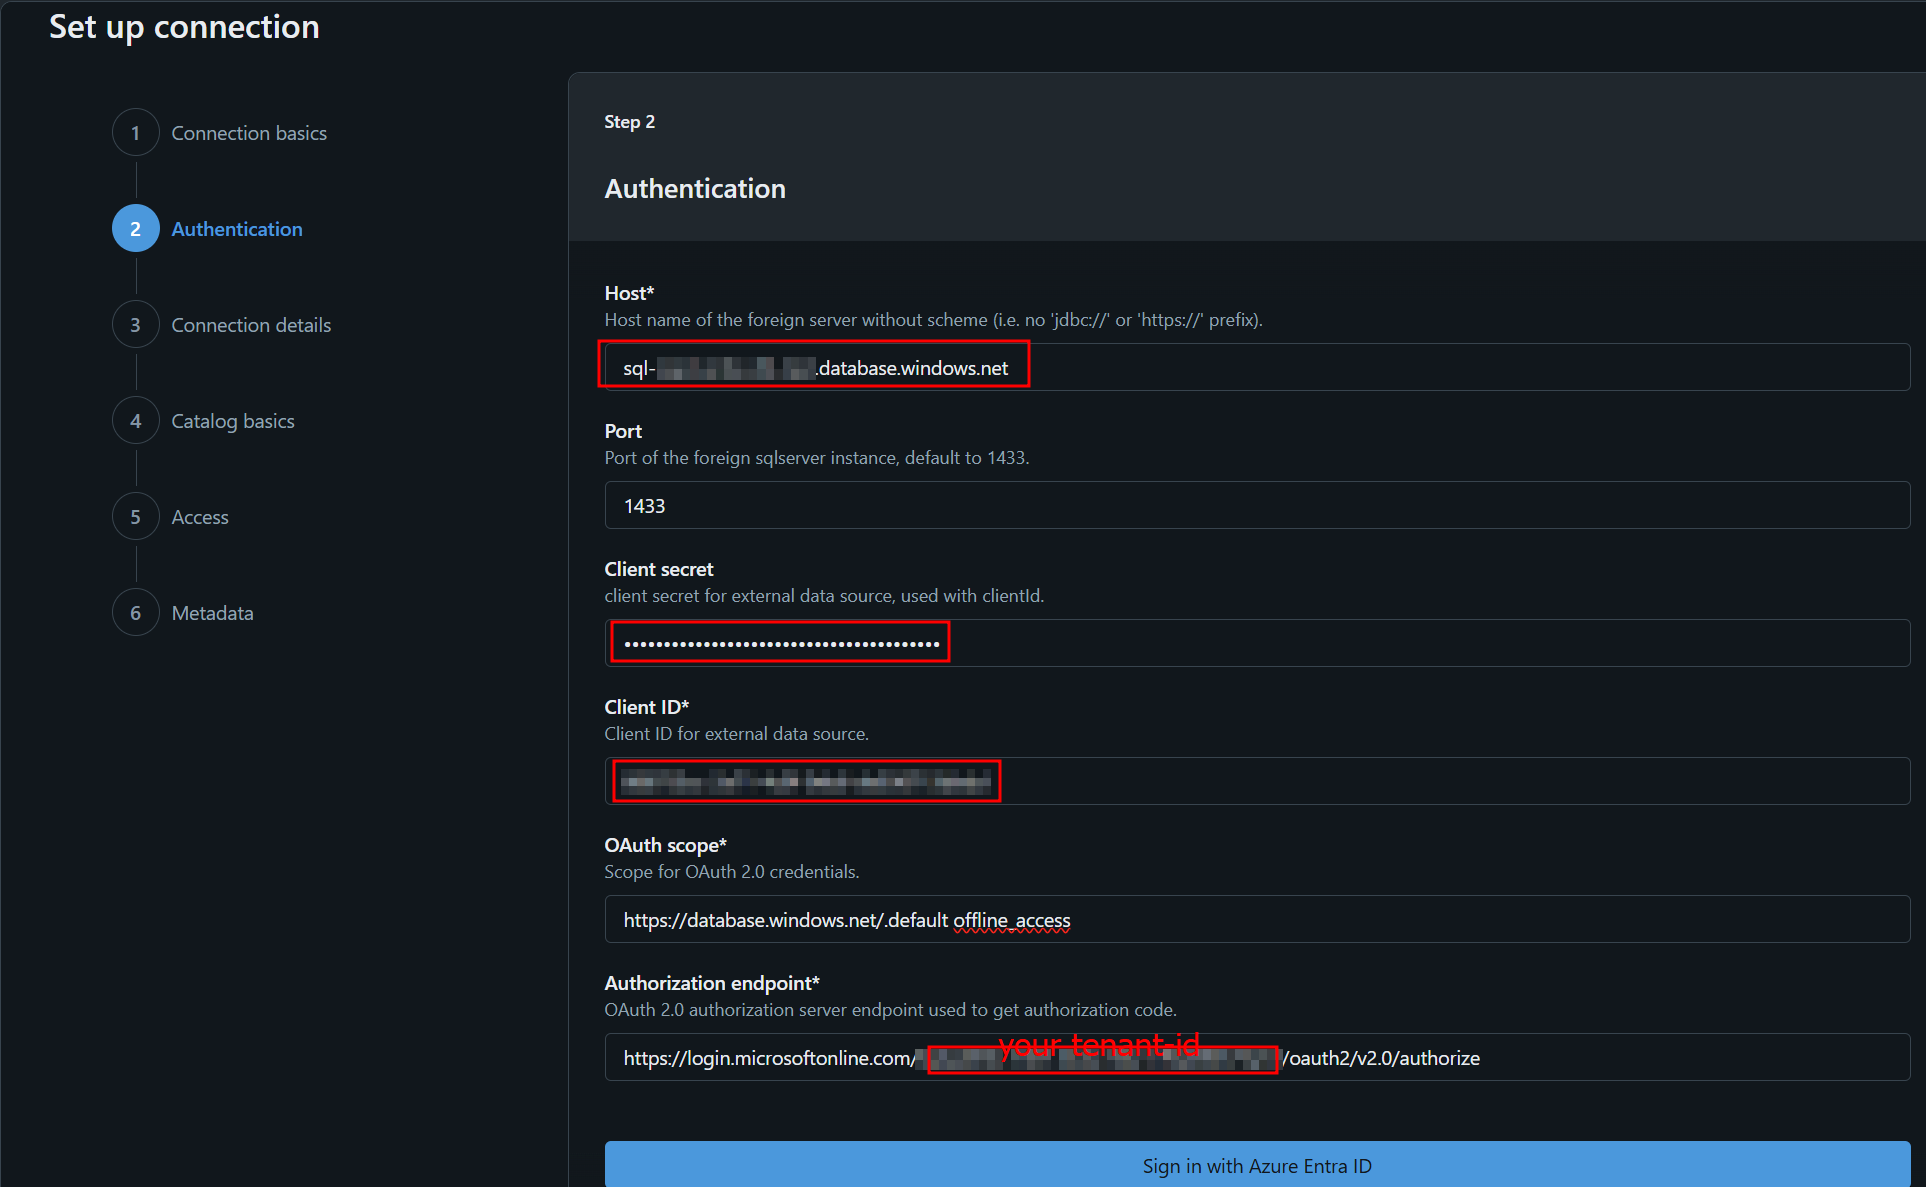 Set up connection
1 Connection basics
2 Authentication
3 Connection details
4 Catalog basics
5 Access
6 Metadata
Step 2
Authentication
Host*
Host name of the foreign server without scheme (i.e. no 'jdbc://' or 'https://' prefix).
sql- .database.windows.net
Port
Port of the foreign sqlserver instance, default to 1433.
1433
Client secret
client secret for external data source, used with clientId.
••••••••••••••••••••••••••••••••••••••••
Client ID*
Client ID for external data source.
OAuth scope*
Scope for OAuth 2.0 credentials.
https://database.windows.net/.default offline_access
Authorization endpoint*
OAuth 2.0 authorization server endpoint used to get authorization code.
your tenant-id
https://login.microsoftonline.com/ /oauth2/v2.0/authorize
Sign in with Azure Entra ID